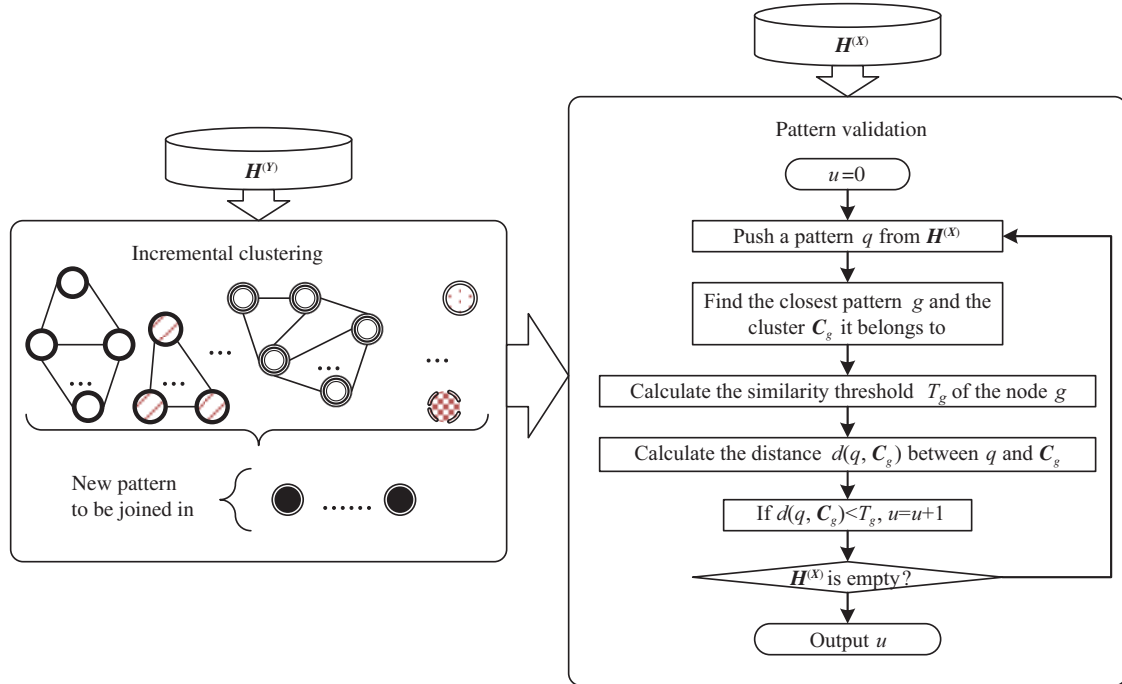 H^(Y)
Incremental clustering
...
...
...
...
...
New pattern
to be joined in
......
H^(X)
Pattern validation
u=0
Push a pattern q from H^(X)
Find the closest pattern g and the
cluster C_g it belongs to
Calculate the similarity threshold T_g of the node g
Calculate the distance d(q, C_g) between q and C_g
If d(q, C_g)<T_g, u=u+1
H^(X) is empty?
Output u